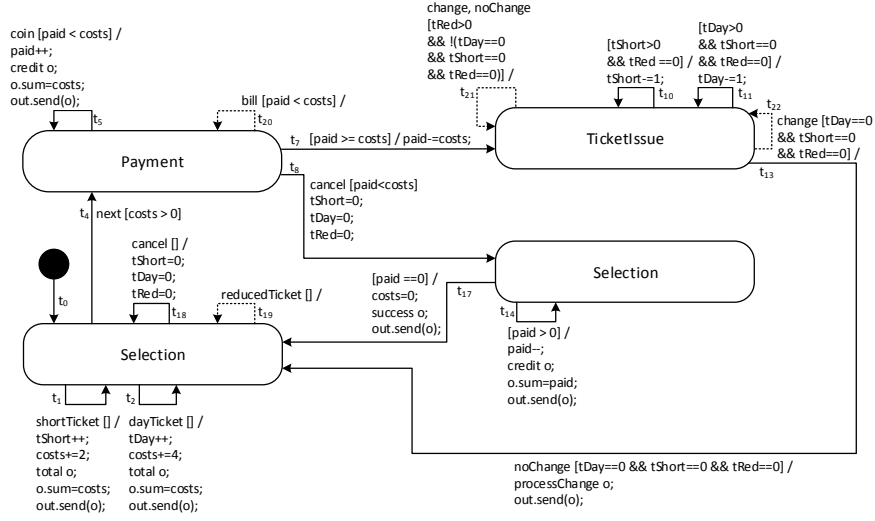 coin [paid < costs] /
paid++;
credit o;
o.sum=costs;
out.send(o);
t5
bill [paid < costs] /
t20
Payment
t7
[paid >= costs] / paid-=costs;
t8
cancel [paid<costs]
tShort=0;
tDay=0;
tRed=0;
change, noChange
[tRed>0
&& !(tDay==0
&& tShort==0
&& tRed==0)] /
t21
[tShort>0
&& tRed ==0] /
tShort-=1;
t10
[tDay>0
&& tShort==0
&& tRed==0] /
tDay-=1;
t11
t22
change [tDay==0
&& tShort==0
&& tRed==0] /
TicketIssue
t13
t4
next [costs > 0]
t0
cancel [] /
tShort=0;
tDay=0;
tRed=0;
t18
reducedTicket [] /
t19
Selection
[paid ==0] /
costs=0;
success o;
out.send(o);
t17
Selection
t14
[paid > 0] /
paid--;
credit o;
o.sum=paid;
out.send(o);
t1
shortTicket [] /
tShort++;
costs+=2;
total o;
o.sum=costs;
out.send(o);
t2
dayTicket [] /
tDay++;
costs+=4;
total o;
o.sum=costs;
out.send(o);
noChange [tDay==0 && tShort==0 && tRed==0] /
processChange o;
out.send(o);